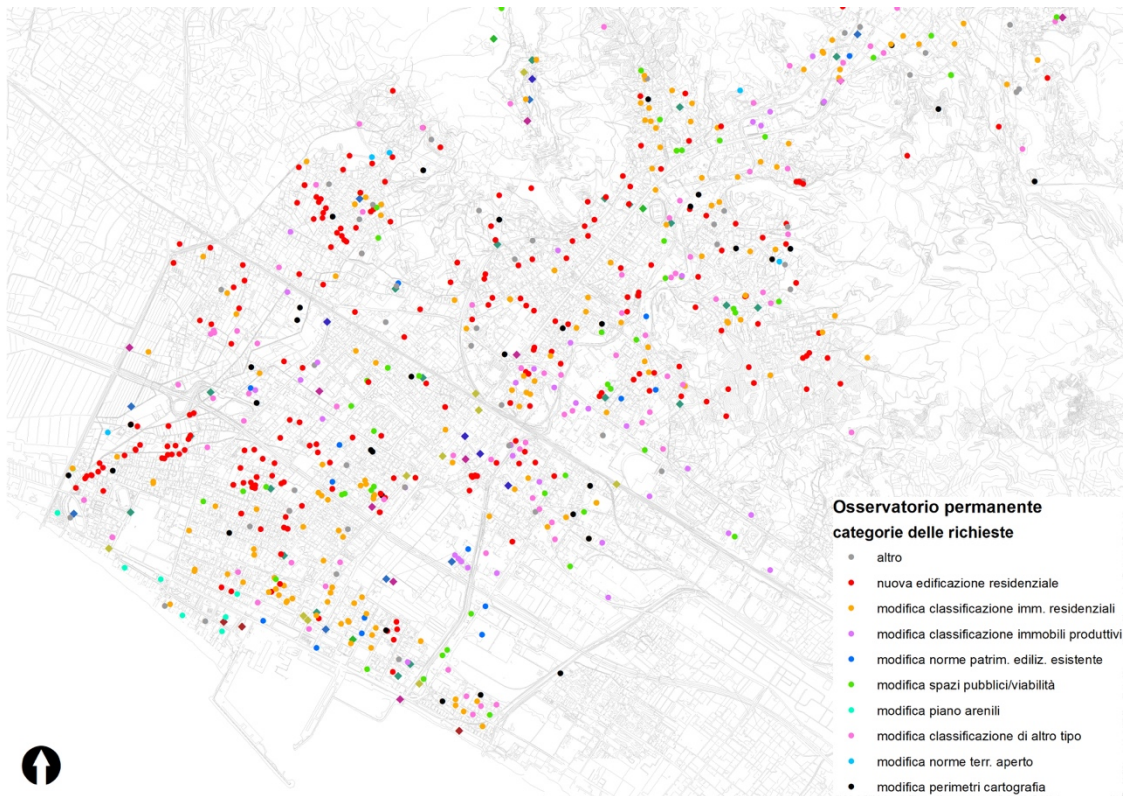 Osservatorio permanente
categorie delle richieste
altro
nuova edificazione residenziale
modifica classificazione imm. residenziali
modifica classificazione immobili produttivi
modifica norme patrim. ediliz. esistente
modifica spazi pubblici/viabilità
modifica piano arenili
modifica classificazione di altro tipo
modifica norme terr. aperto
modifica perimetri cartografia